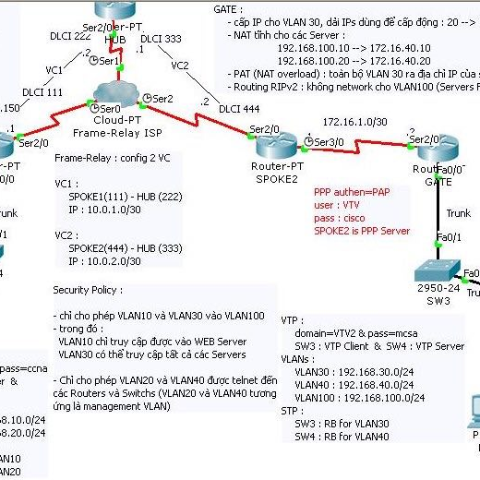 GATE :
- cấp IP cho VLAN 30, dải IPs dùng để cấp động : 20 -->
- NAT tĩnh cho các Server :
192.168.100.10 --> 172.16.40.10
192.168.100.20 --> 172.16.40.20
- PAT (NAT overload) : toàn bộ VLAN 30 ra địa chỉ IP của s
- Routing RIPv2 : không network cho VLAN100 (Servers F
Ser2/0
er-PT
HUB
DLCI 222
.1
DLCI 333
Ser1
.2
VC1
VC2
DLCI 111
.150
Ser0
Ser2
.2
DLCI 444
Cloud-PT
Frame-Relay ISP
.1
Ser2/0
r-PT
0/0
Ser2/0
172.16.1.0/30
Ser3/0
.2
Ser2/0
Router-PT
SPOKE2
Fa0/0
GATE
Frame-Relay : config 2 VC
VC1 :
SPOKE1(111) - HUB (222)
IP : 10.0.1.0/30
VC2 :
SPOKE2(444) - HUB (333)
IP : 10.0.2.0/30
PPP authen=PAP
user : VTV
pass : cisco
SPOKE2 is PPP Server
Trunk
runk
0/1
Fa0/1
Fa0
2950-24
SW3
Security Policy :
- chỉ cho phép VLAN10 và VLAN30 vào VLAN100
- trong đó :
VLAN10 chỉ truy cập được vào WEB Server
VLAN30 có thể truy cập tất cả các Servers
- Chỉ cho phép VLAN20 và VLAN40 được telnet đến
các Routers và Switchs (VLAN20 và VLAN40 tương
ứng là management VLAN)
VTP :
domain=VTV2 & pass=mcsa
SW3 : VTP Client & SW4 : VTP Server
VLANs :
VLAN30 : 192.168.30.0/24
VLAN40 : 192.168.40.0/24
VLAN100 : 192.168.100.0/24
STP :
SW3 : RB for VLAN30
SW4 : RB for VLAN40
pass=ccna
er &
68.10.0/24
68.20.0/24
AN10
AN20